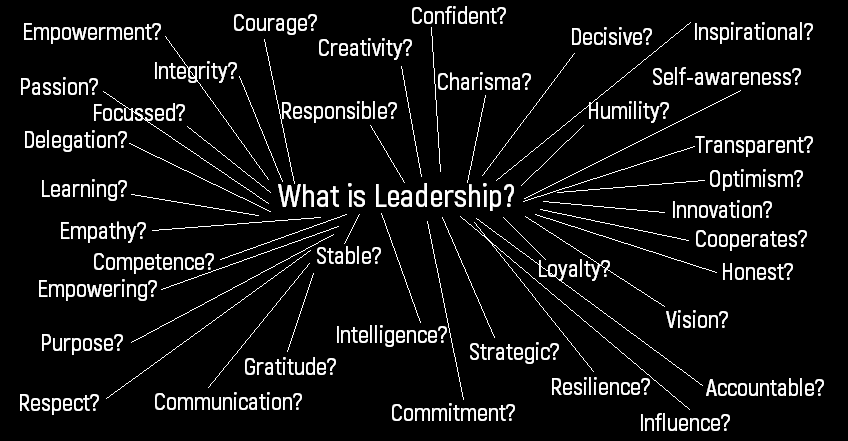 Confident?
Courage?
Empowerment?
Inspirational?
Decisive?
Creativity?
Integrity?
Self-awareness?
Charisma?
Passion?
Focussed?
Responsible?
Humility?
Delegation?
Transparent?
Optimism?
Learning?
What is Leadership?
Innovation?
Empathy?
Cooperates?
Competence?
Stable?
Loyalty?
Honest?
Empowering?
Vision?
Intelligence?
Purpose?
Strategic?
Gratitude?
Resilience?
Accountable?
Respect?
Communication?
Commitment?
Influence?